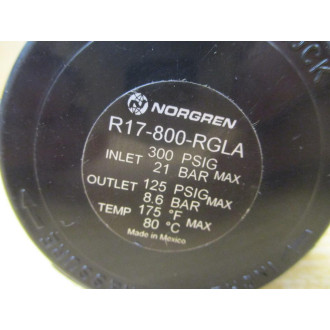 NORGREN
R17-800-RGLA
INLET 300 PSIG
21 BAR MAX
OUTLET 125 PSIG
8.6 BAR MAX
TEMP 175 °F MAX
80 °C
Made in Mexico